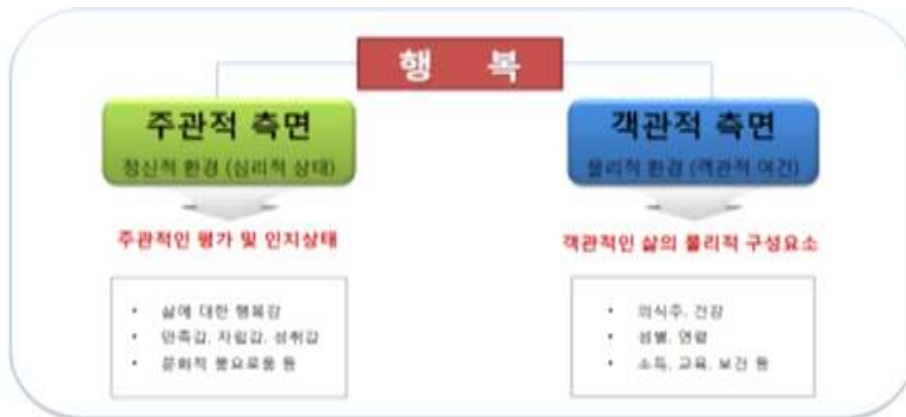 행 복
주관적 측면
정신적 환경 (심리적 상태)
주관적인 평가 및 인지상태
• 삶에 대한 행복감
• 만족감, 자립감, 성취감
• 문화적 풍요로움 등
객관적 측면
물리적 환경 (객관적 여건)
객관적인 삶의 물리적 구성요소
• 의식주, 건강
• 성별, 연령
• 소득, 교육, 보건 등